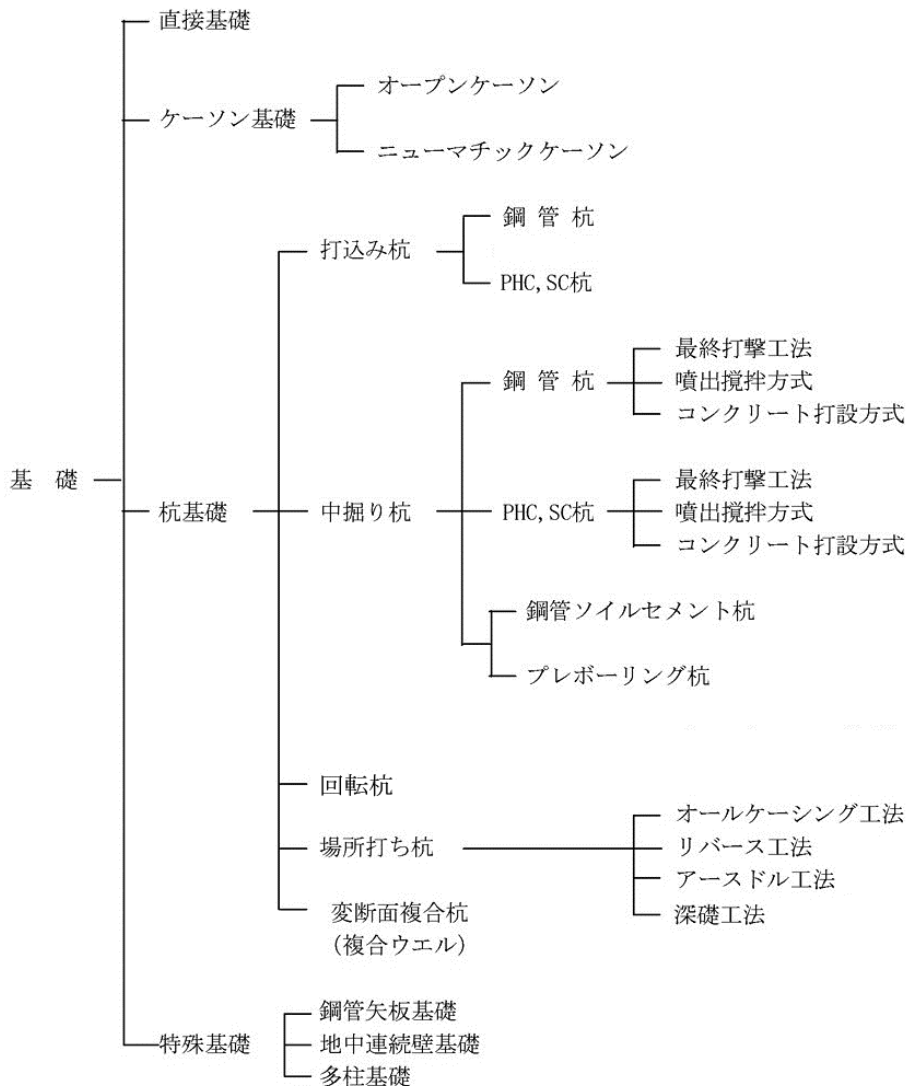 直接基礎
オープンケーソン
ケーソン基礎
ニューマチックケーソン
鋼 管 杭
打込み杭
PHC,SC杭
最終打撃工法
鋼 管 杭
噴出撹拌方式
コンクリート打設方式
基 礎
最終打撃工法
杭基礎
中掘り杭
PHC,SC杭
噴出撹拌方式
コンクリート打設方式
鋼管ソイルセメント杭
プレボーリング杭
回転杭
オールケーシング工法
場所打ち杭
リバース工法
アースドル工法
深礎工法
変断面複合杭
(複合ウエル)
鋼管矢板基礎
特殊基礎
地中連続壁基礎
多柱基礎